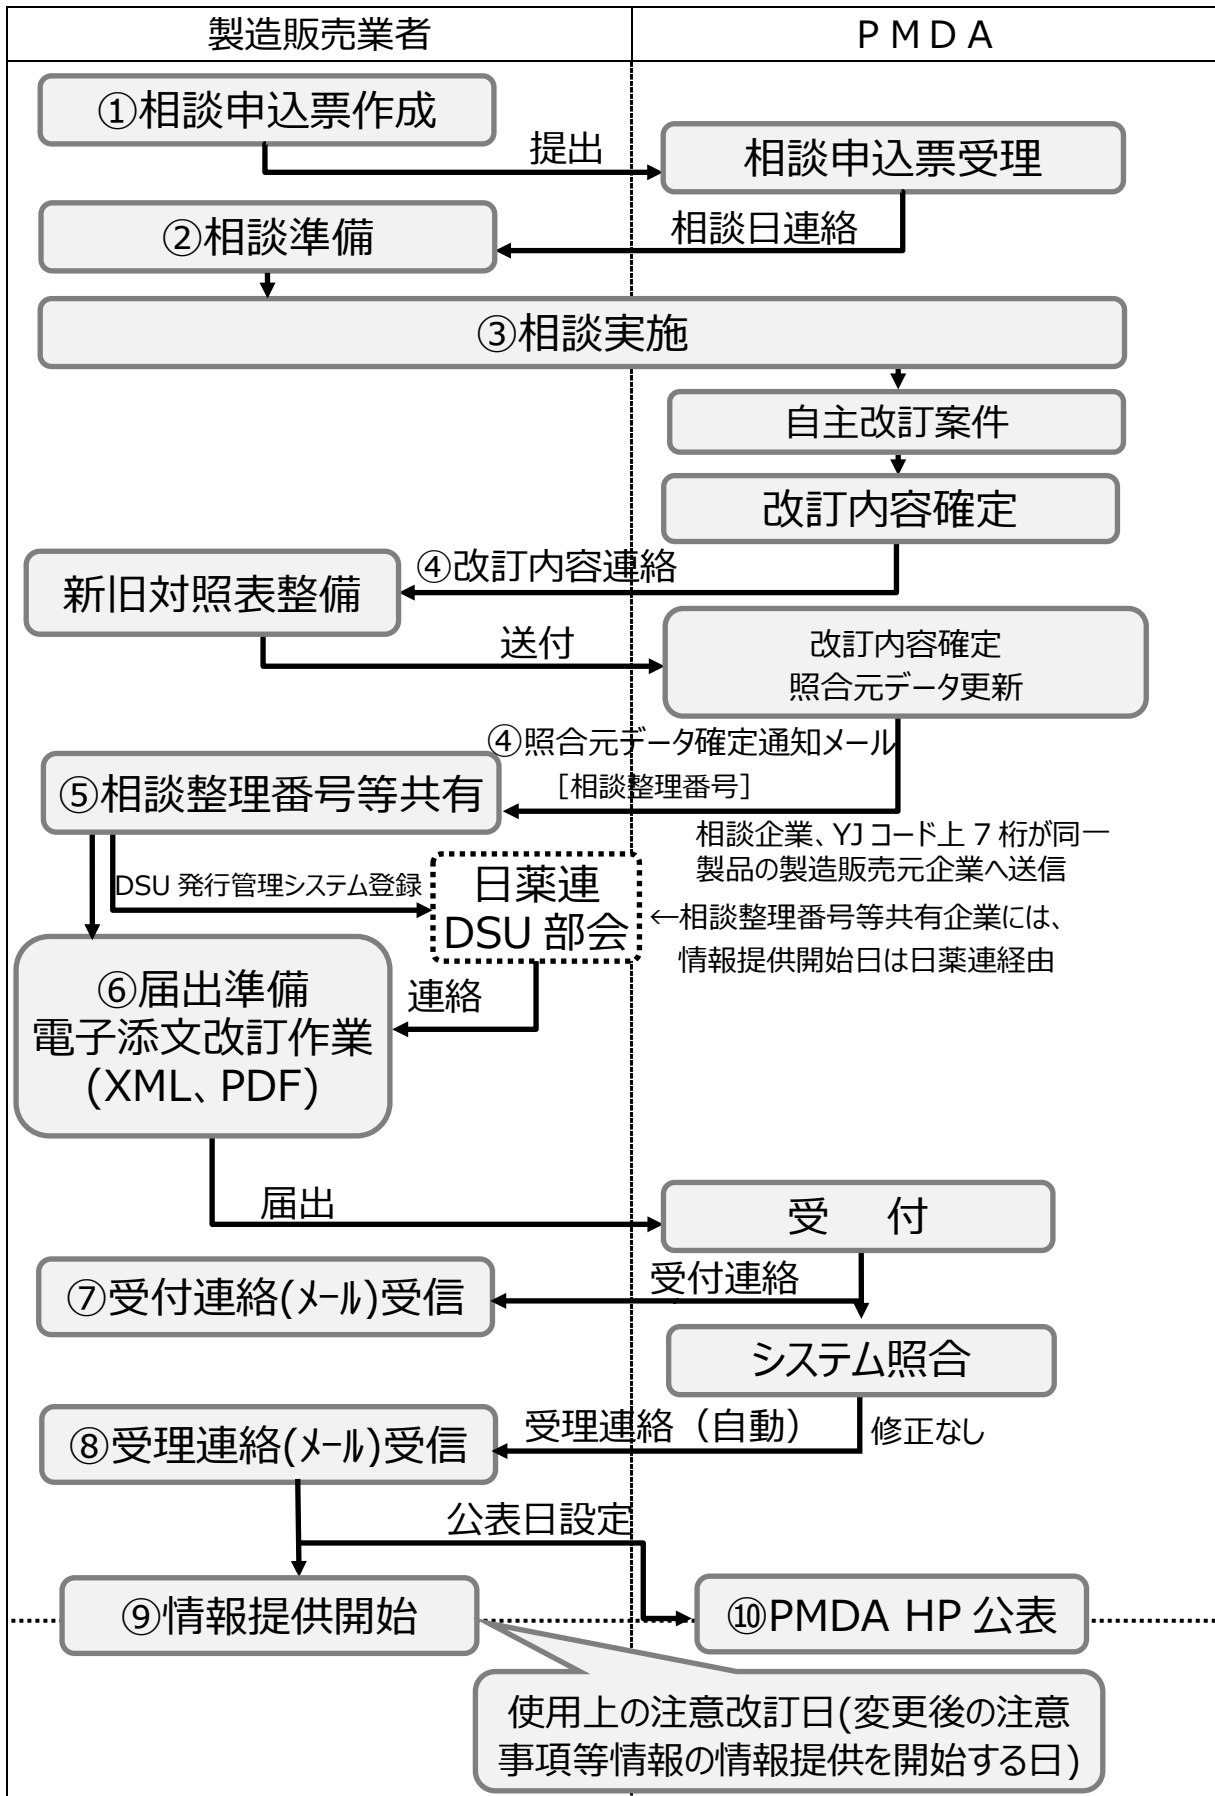 製造販売業者
PMDA
①相談申込票作成
提出
相談申込票受理
②相談準備
相談日連絡
③相談実施
自主改訂案件
改訂内容確定
④改訂内容連絡
新旧対照表整備
送付
改訂内容確定
照合元データ更新
④照合元データ確定通知メール
［相談整理番号］
⑤相談整理番号等共有
相談企業、YJコード上7桁が同一
製品の製造販売元企業へ送信
DSU発行管理システム登録
日薬連
DSU部会
←相談整理番号等共有企業には、
情報提供開始日は日薬連経由
連絡
⑥届出準備
電子添文改訂作業
(XML、PDF)
届出
受　付
⑦受付連絡(メール)受信
受付連絡
システム照合
⑧受理連絡(メール)受信
受理連絡（自動）
修正なし
公表日設定
⑨情報提供開始
⑩PMDA HP公表
使用上の注意改訂日(変更後の注意
事項等情報の情報提供を開始する日)